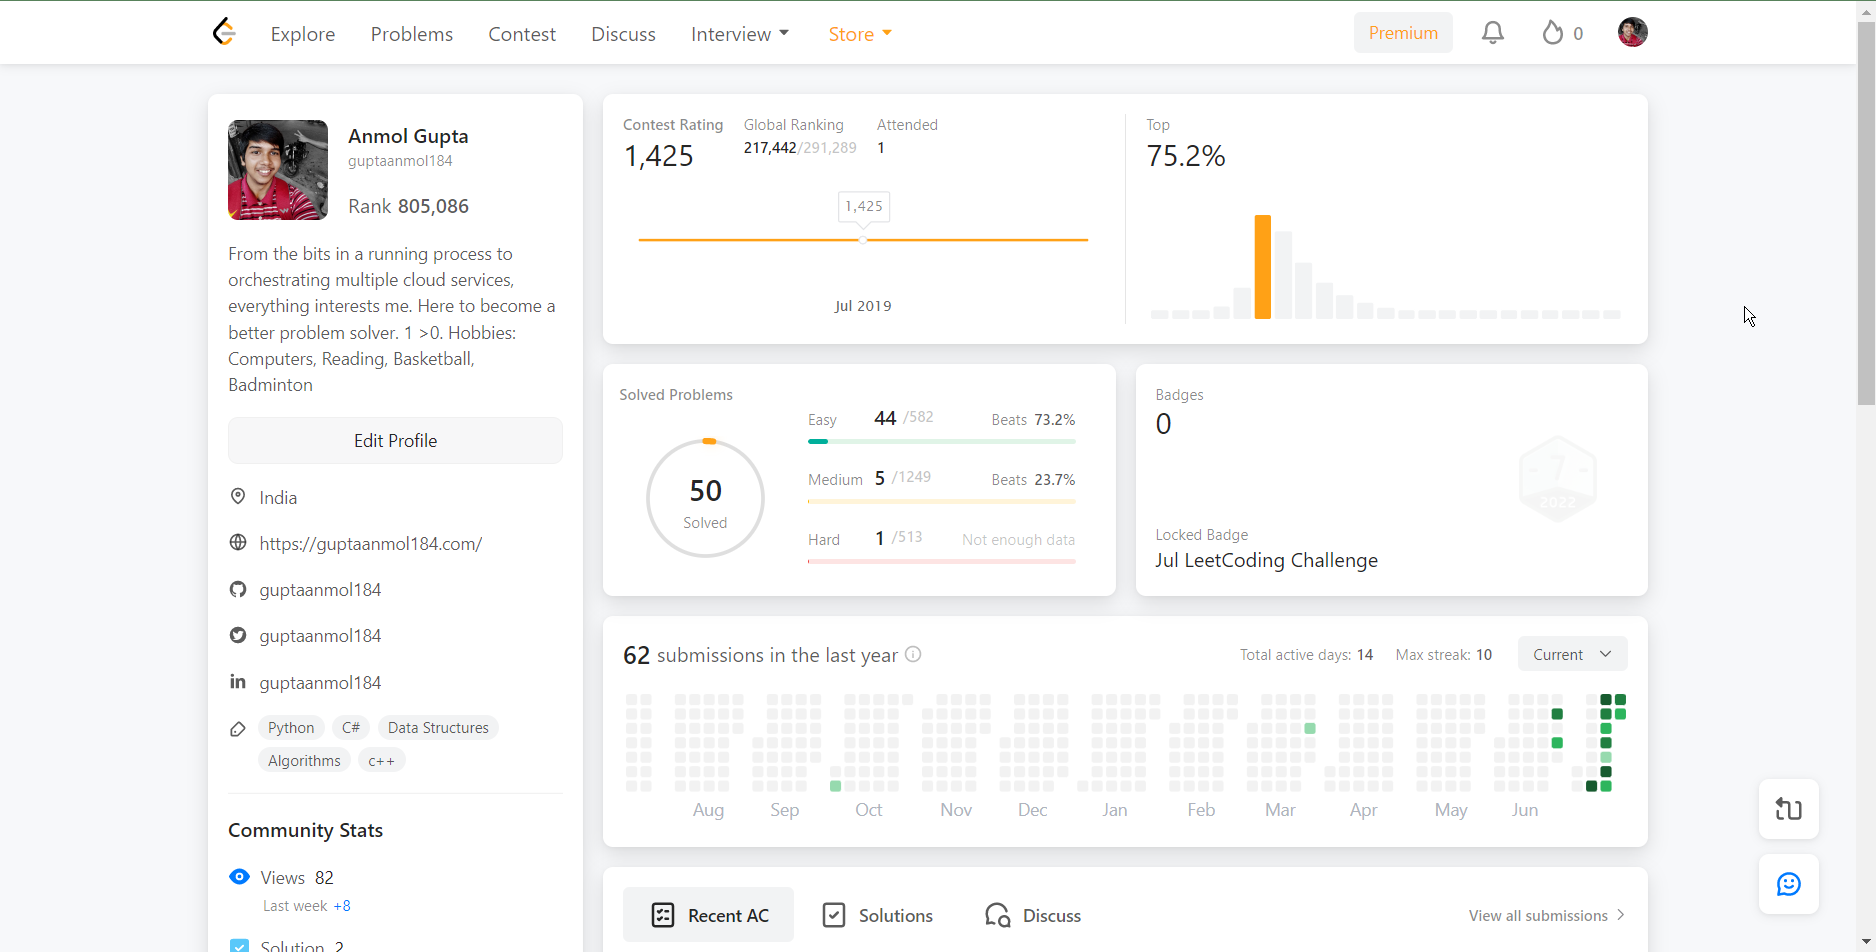 Explore Problems Contest Discuss Interview Store Premium 0
Anmol Gupta
guptaanmol184
Rank 805,086
From the bits in a running process to
orchestrating multiple cloud services,
everything interests me. Here to become a
better problem solver. 1 >0. Hobbies:
Computers, Reading, Basketball,
Badminton
Edit Profile
India
https://guptaanmol184.com/
guptaanmol184
guptaanmol184
guptaanmol184
Python C# Data Structures
Algorithms c++
Community Stats
Views 82
Last week +8
Solution 2
Contest Rating Global Ranking Attended
1,425 217,442/291,289 1
1,425
Jul 2019
Top
75.2%
Solved Problems
50
Solved
Easy 44 /582 Beats 73.2%
Medium 5 /1249 Beats 23.7%
Hard 1 /513 Not enough data
Badges
0
7
2022
Locked Badge
Jul LeetCoding Challenge
62 submissions in the last year Total active days: 14 Max streak: 10 Current
Aug Sep Oct Nov Dec Jan Feb Mar Apr May Jun
Recent AC Solutions Discuss View all submissions